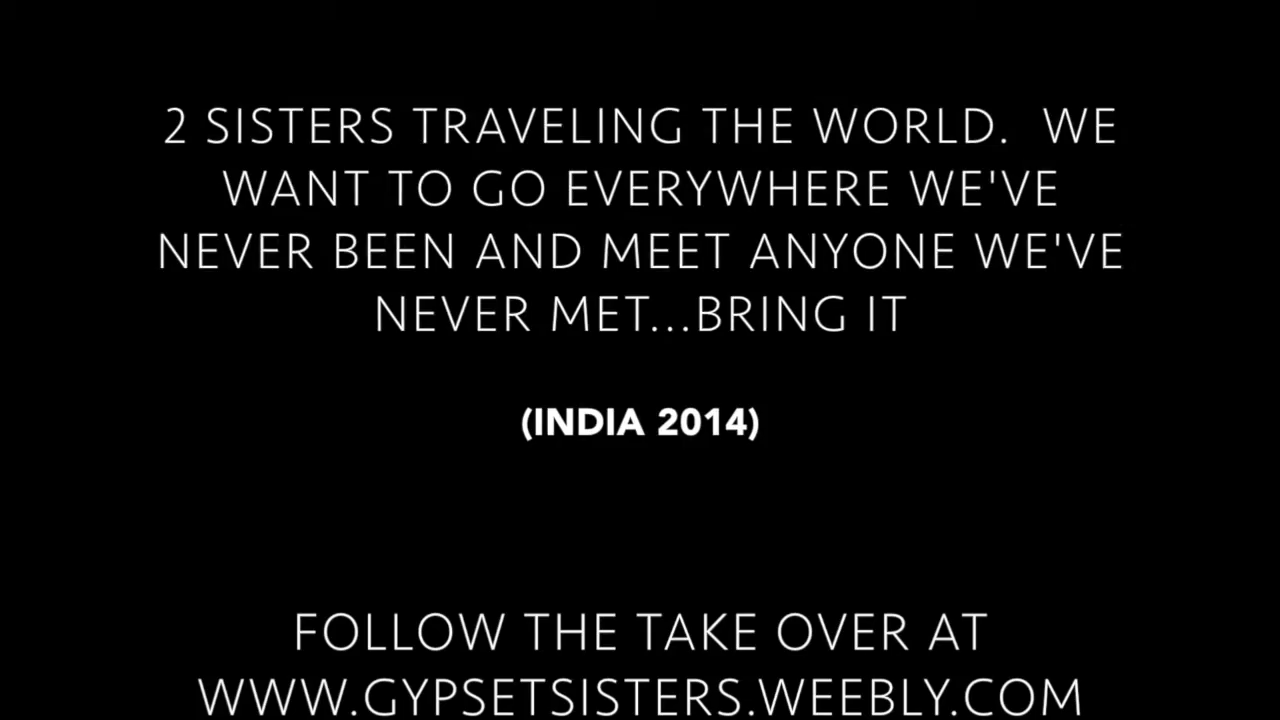 2 SISTERS TRAVELING THE WORLD.  WE
WANT TO GO EVERYWHERE WE'VE
NEVER BEEN AND MEET ANYONE WE'VE
NEVER MET...BRING IT
(INDIA 2014)
FOLLOW THE TAKE OVER AT
WWW.GYPSETSISTERS.WEEBLY.COM